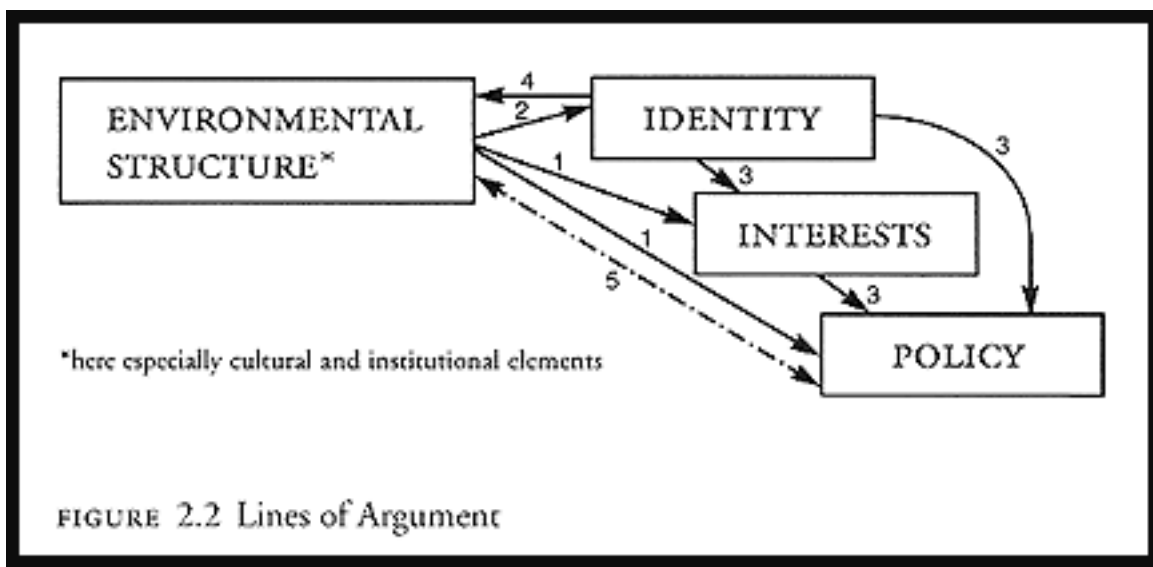 ENVIRONMENTAL
STRUCTURE*
4
2
IDENTITY
3
3
1
INTERESTS
1
5
3
POLICY
*here especially cultural and institutional elements
FIGURE 2.2 Lines of Argument